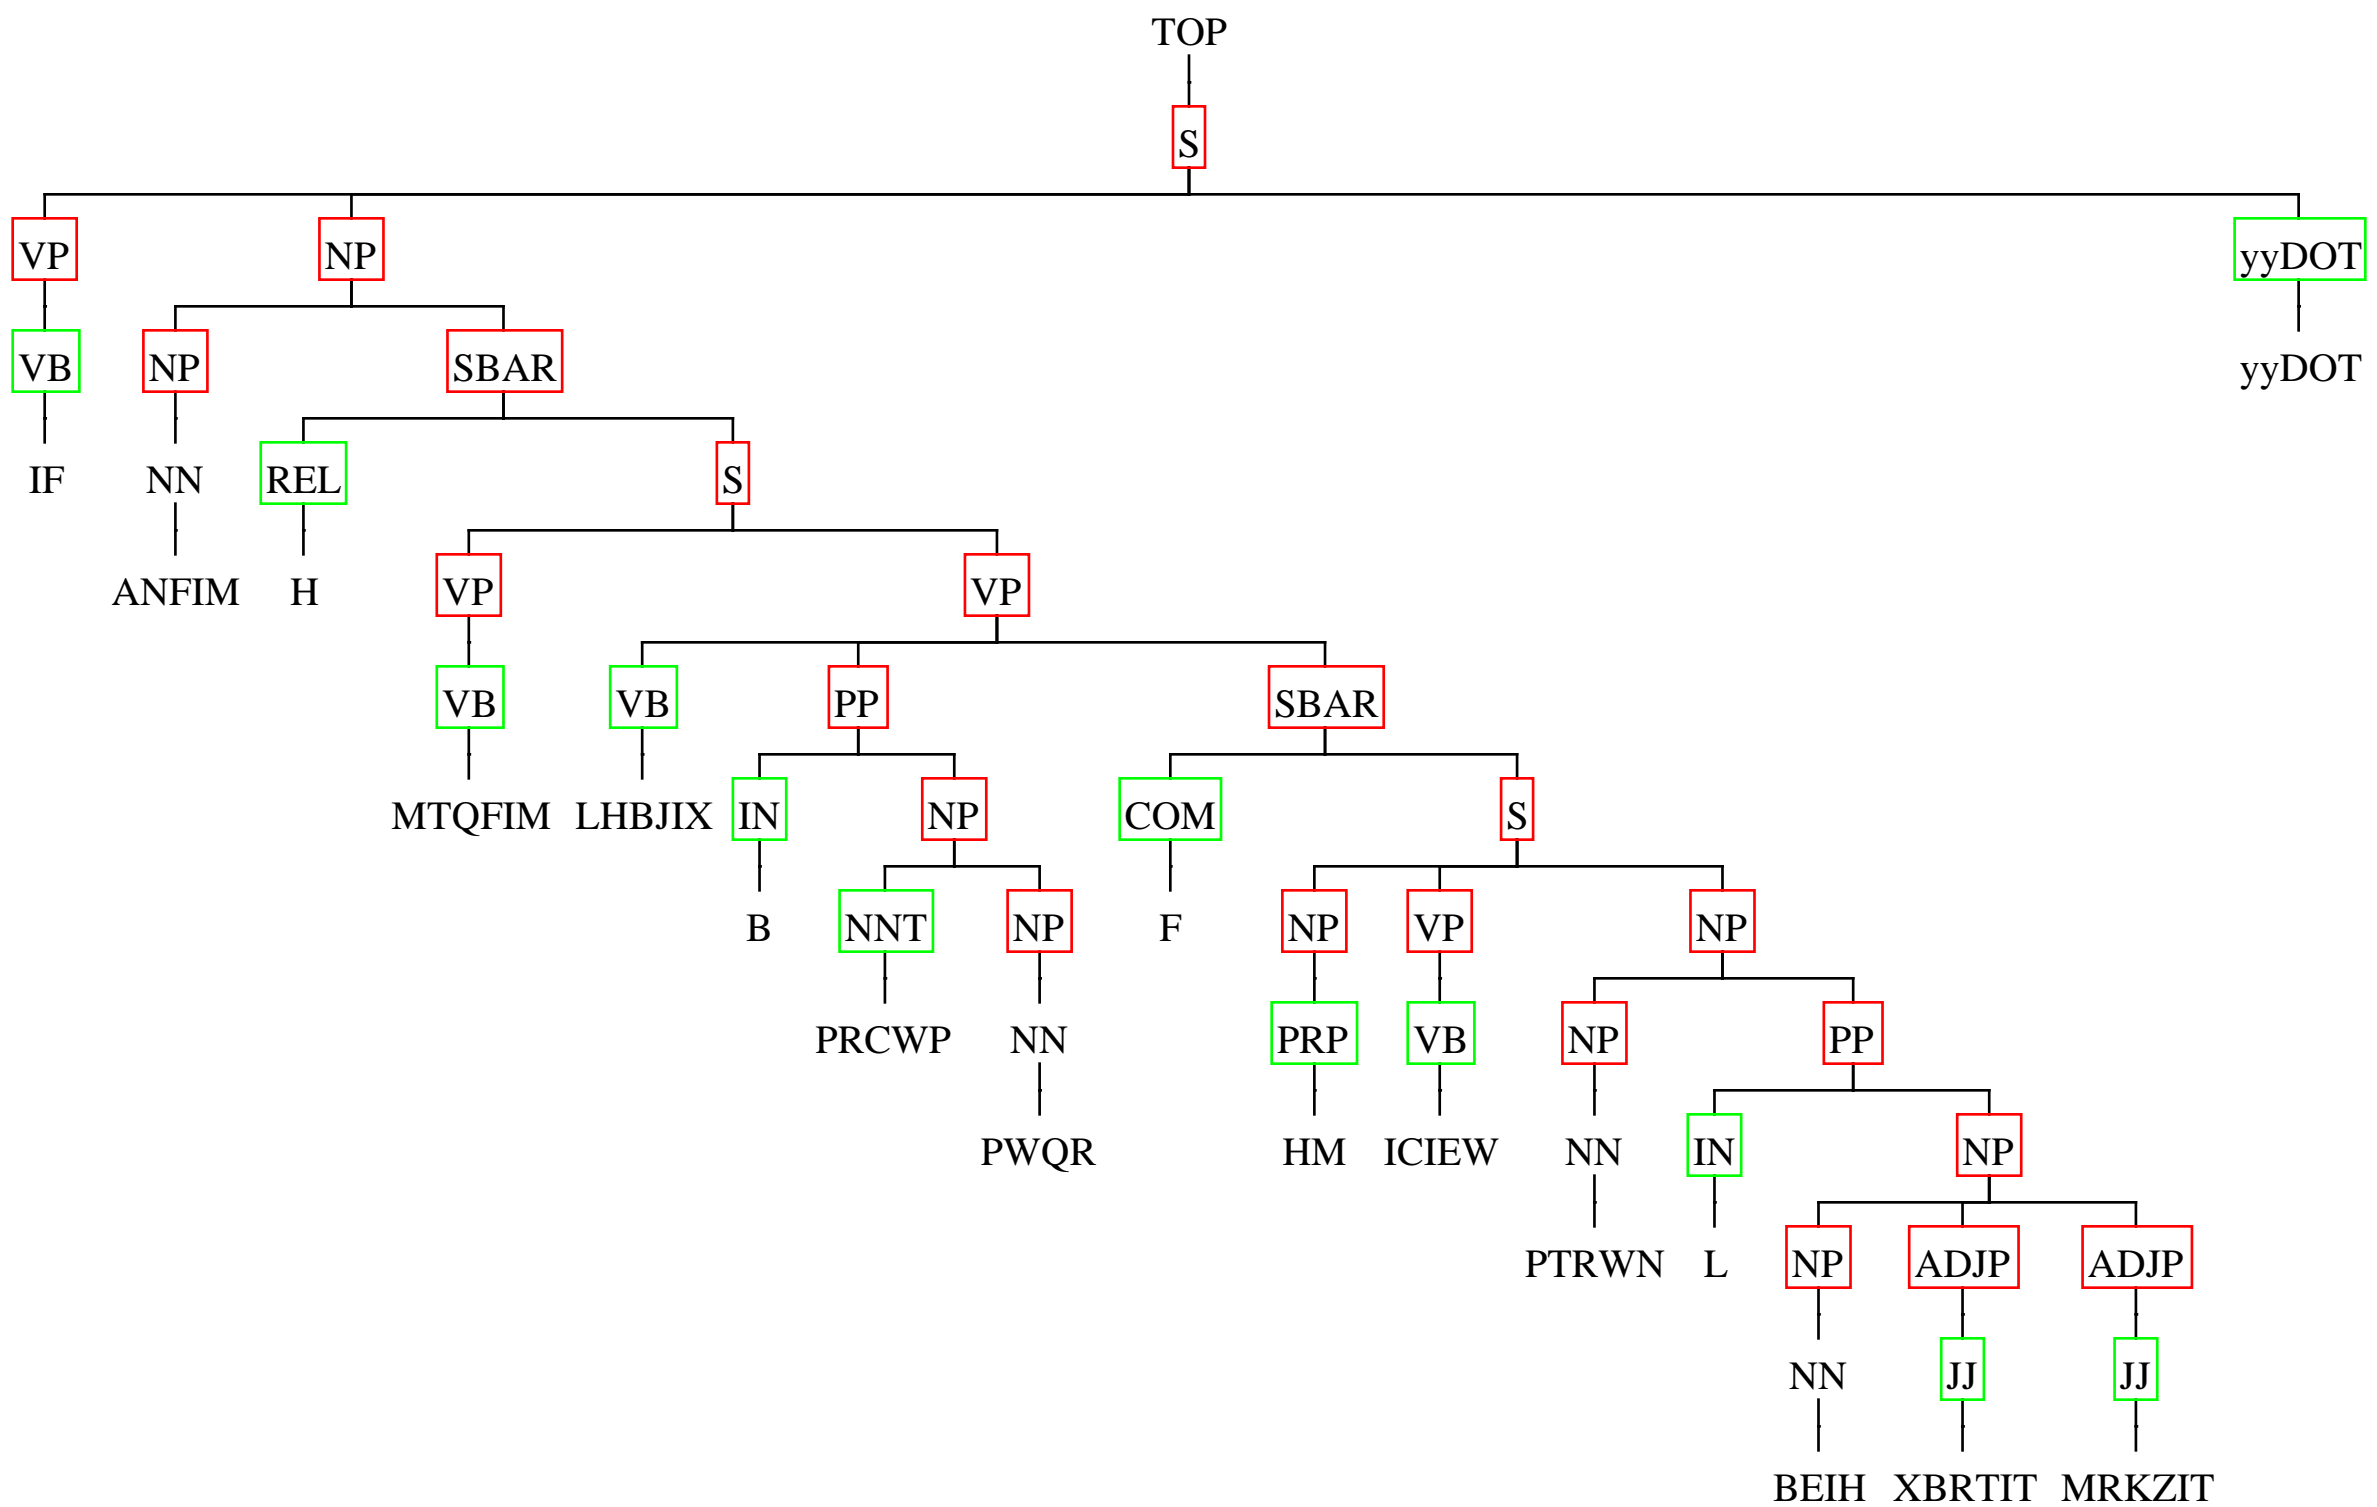 TOP
S
VP NP yyDOT
VB NP SBAR yyDOT
IF NN REL S
ANFIM H VP VP
VB VB PP SBAR
MTQFIM LHBJIX IN NP COM S
B NNT NP F NP VP NP
PRCWP NN PRP VB NP PP
PWQR HM ICIEW NN IN NP
PTRWN L NP ADJP ADJP
NN JJ JJ
BEIH XBRTIT MRKZIT